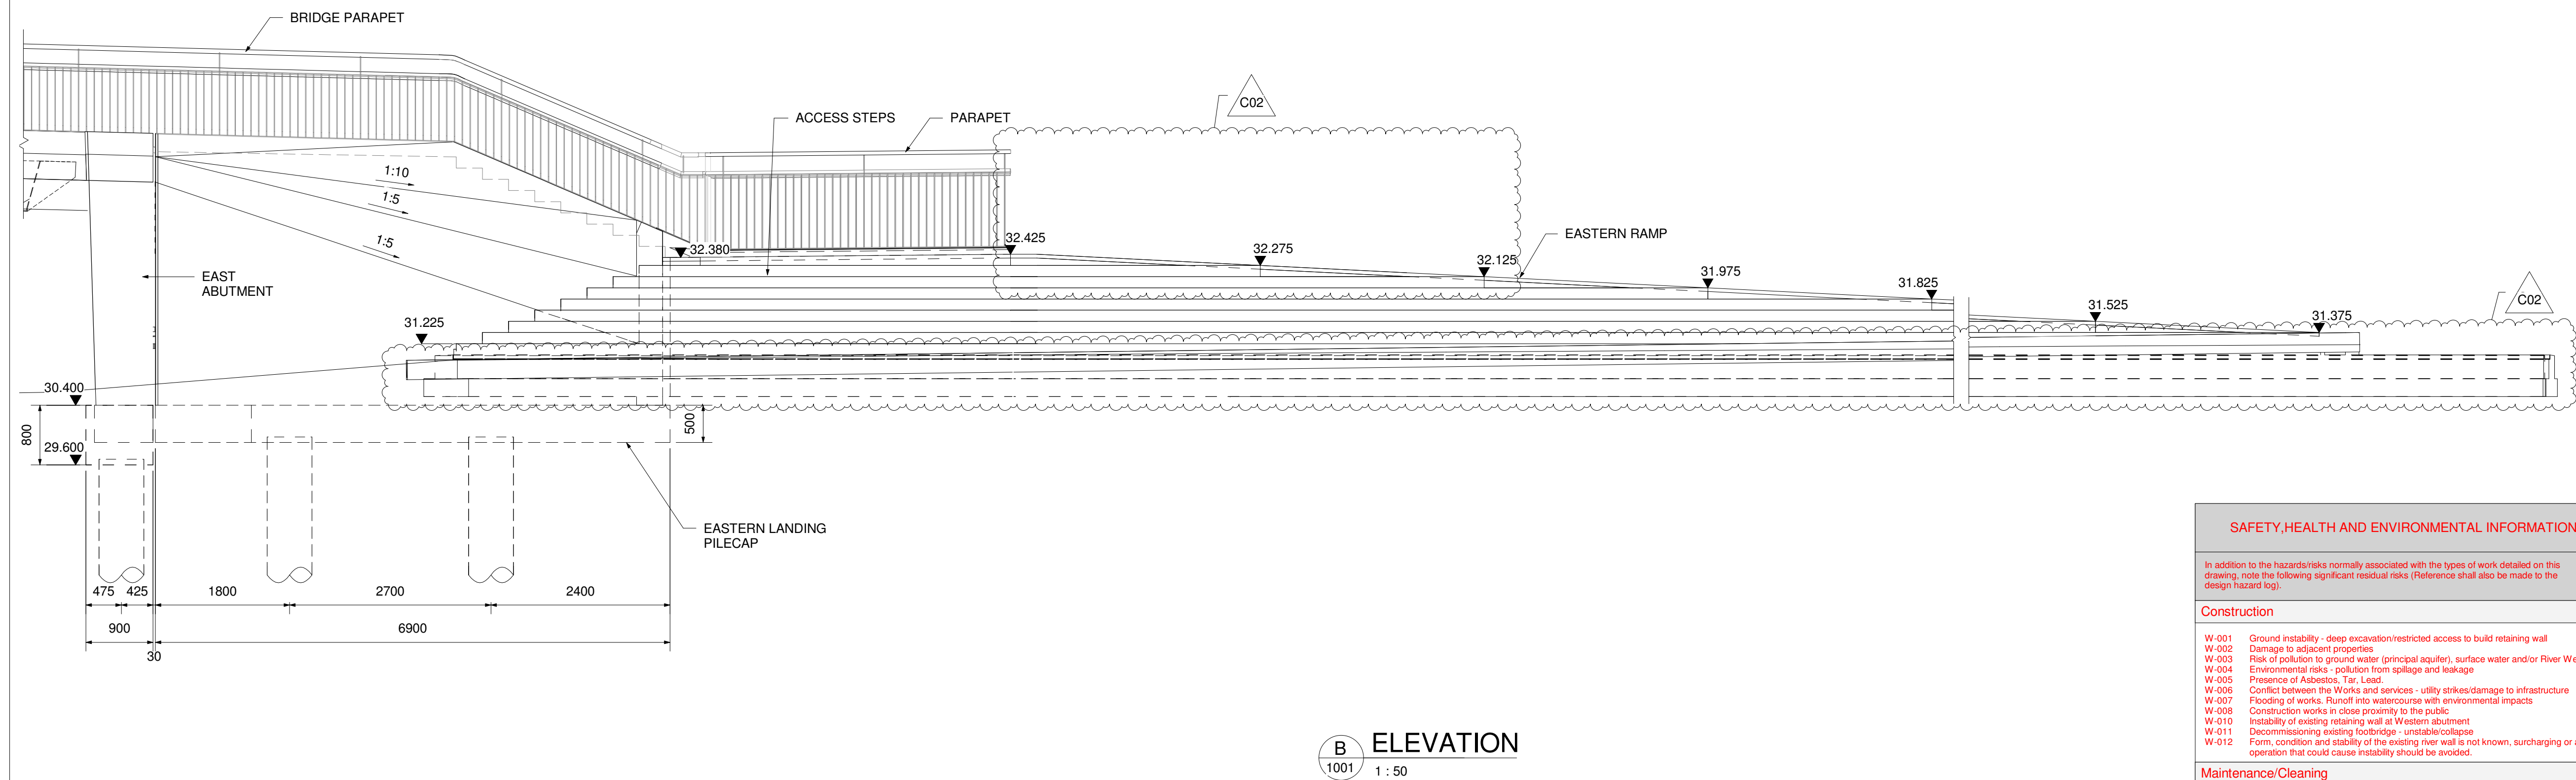 BRIDGE PARAPET
C02
ACCESS STEPS
PARAPET
1:10
1:5
1:5
EASTERN RAMP
32.380
32.425
32.275
32.125
31.975
31.825
31.525
31.375
C02
EAST
ABUTMENT
31.225
30.400
800
29.600
500
EASTERN LANDING
PILECAP
475
425
1800
2700
2400
900
6900
30
B
1001
ELEVATION
1 : 50
SAFETY,HEALTH AND ENVIRONMENTAL INFORMATION
In addition to the hazards/risks normally associated with the types of work detailed on this
drawing, note the following significant residual risks (Reference shall also be made to the
design hazard log).
Construction
W-001 Ground instability - deep excavation/restricted access to build retaining wall
W-002 Damage to adjacent properties
W-003 Risk of pollution to ground water (principal aquifer), surface water and/or River
W-004 Environmental risks - pollution from spillage and leakage
W-005 Presence of Asbestos, Tar, Lead.
W-006 Conflict between the Works and services - utility strikes/damage to infrastructure
W-007 Flooding of works. Runoff into watercourse with environmental impacts
W-008 Construction works in close proximity to the public
W-010 Instability of existing retaining wall at Western abutment
W-011 Decommissioning existing footbridge - unstable/collapse
W-012 Form, condition and stability of the existing river wall is not known, surcharging or
operation that could cause instability should be avoided.
Maintenance/Cleaning